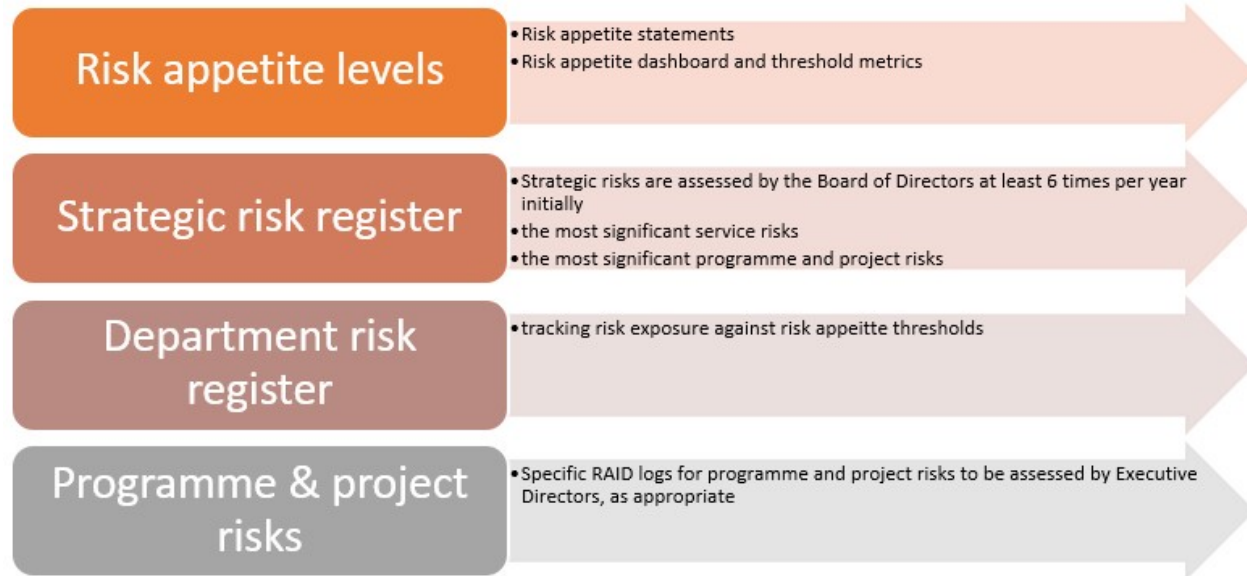 Risk appetite levels
•Risk appetite statements
•Risk appetite dashboard and threshold metrics
Strategic risk register
•Strategic risks are assessed by the Board of Directors at least 6 times per year
initially
•the most significant service risks
•the most significant programme and project risks
Department risk
register
•tracking risk exposure against risk appeitte thresholds
Programme & project
risks
•Specific RAID logs for programme and project risks to be assessed by Executive
Directors, as appropriate